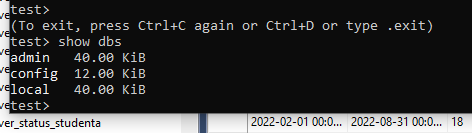 test>
(To exit, press Ctrl+C again or Ctrl+D or type .exit)
test> show dbs
admin 40.00 KiB
config 12.00 KiB
local 40.00 KiB
test>
ver_status_studenta 2022-02-01 00:0... 2022-08-31 00:0... 18